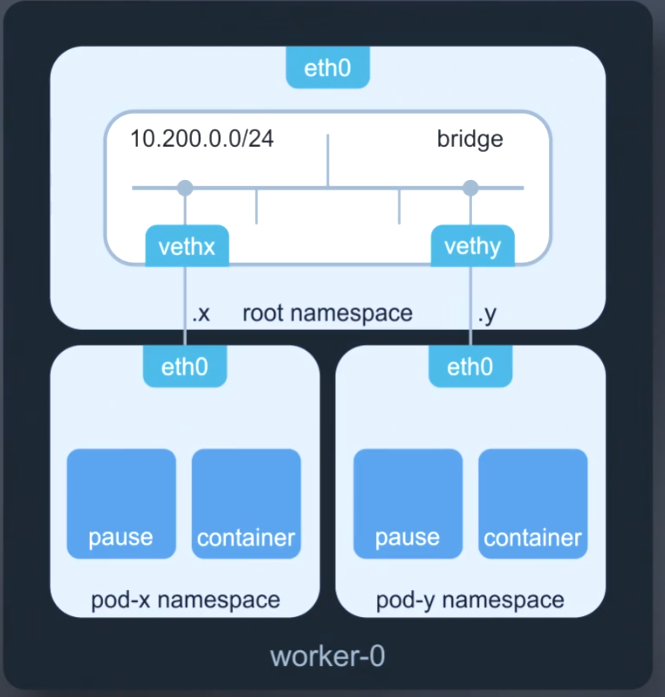 eth0
10.200.0.0/24 bridge
vethx vethy
.x root namespace .y
eth0 eth0
pause container pause container
pod-x namespace pod-y namespace
worker-0